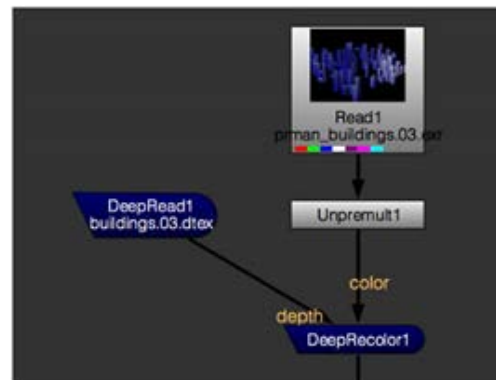 Read1
prman_buildings.03.exr
DeepRead1
buildings.03.dtex
Unpremult1
color
depth
DeepRecolor1